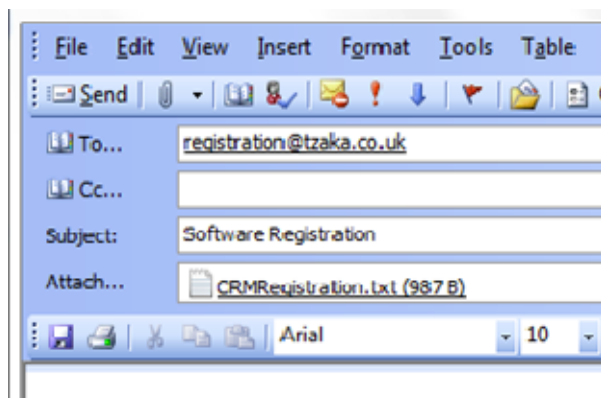 File Edit View Insert Format Tools Table
Send
To... registration@tzaka.co.uk
Cc...
Subject: Software Registration
Attach... CRMRegistration.txt (987 B)
Arial 10